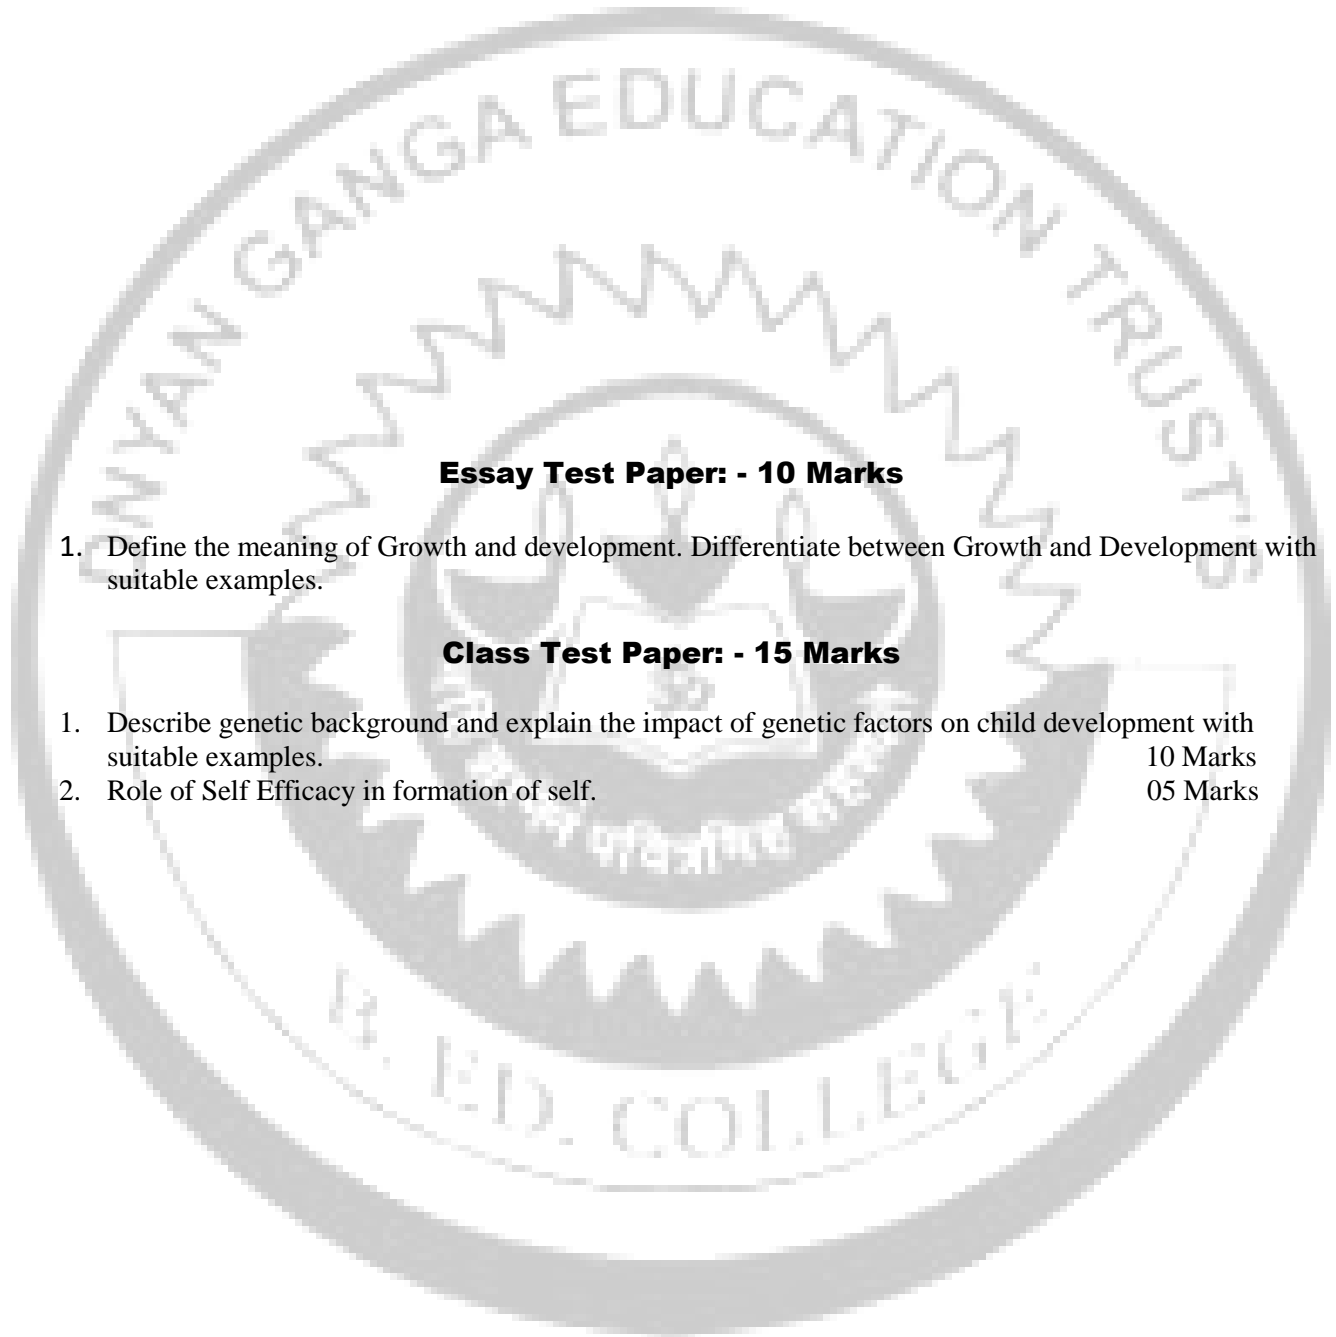 DNYAN GANGA EDUCATION TRUST'S
Essay Test Paper: - 10 Marks
1. Define the meaning of Growth and development. Differentiate between Growth and Development with
suitable examples.
Class Test Paper: - 15 Marks
1. Describe genetic background and explain the impact of genetic factors on child development with
suitable examples. 10 Marks
2. Role of Self Efficacy in formation of self. 05 Marks
B. ED. COLLEGE